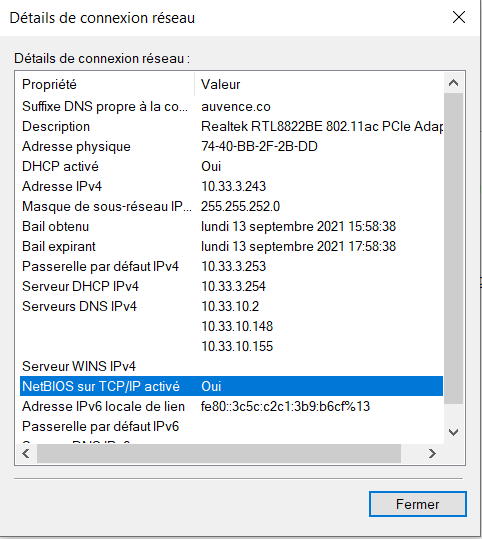 Détails de connexion réseau
Détails de connexion réseau :
Propriété Valeur
Suffixe DNS propre à la co... auvence.co
Description Realtek RTL8822BE 802.11ac PCIe Adap
Adresse physique 74-40-BB-2F-2B-DD
DHCP activé Oui
Adresse IPv4 10.33.3.243
Masque de sous-réseau IP... 255.255.252.0
Bail obtenu lundi 13 septembre 2021 15:58:38
Bail expirant lundi 13 septembre 2021 17:58:38
Passerelle par défaut IPv4 10.33.3.253
Serveur DHCP IPv4 10.33.3.254
Serveurs DNS IPv4 10.33.10.2
10.33.10.148
10.33.10.155
Serveur WINS IPv4
NetBIOS sur TCP/IP activé Oui
Adresse IPv6 locale de lien fe80::3c5c:c2c1:3b9:b6cf%13
Passerelle par défaut IPv6
Fermer